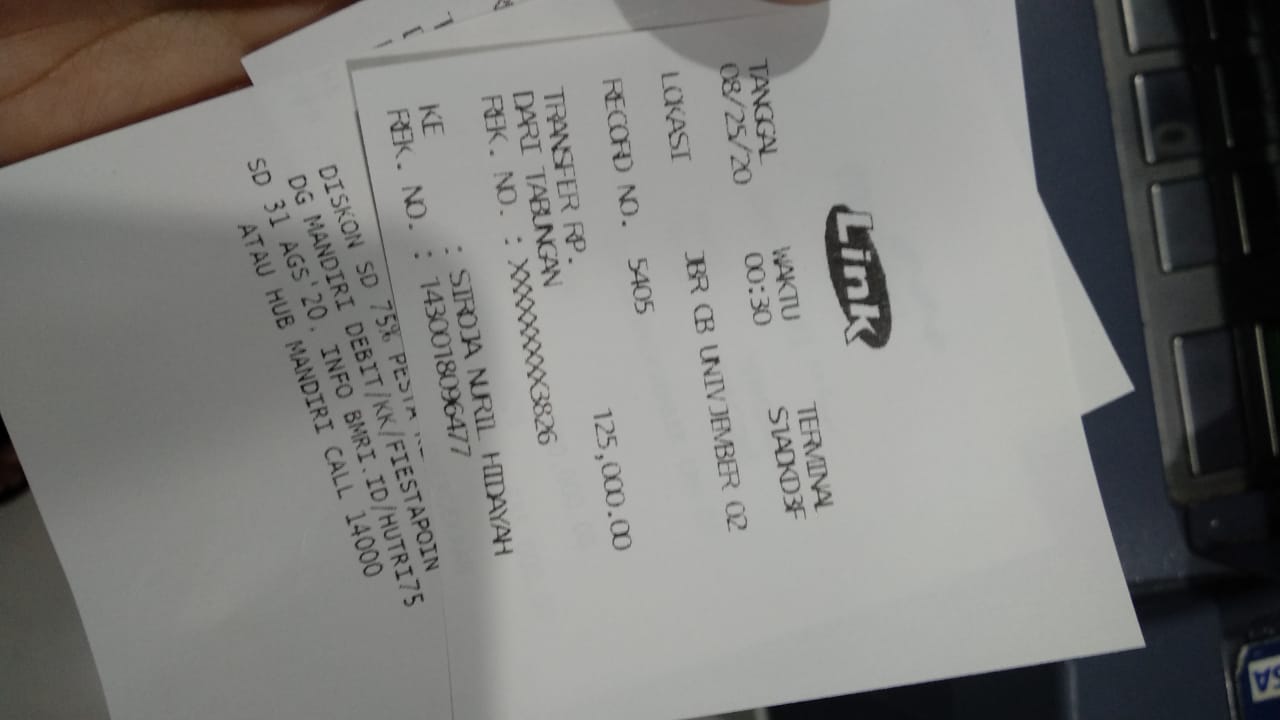 Link
TANGGAL WAKTU TERMINAL
08/25/20 00:30 S1ADKD3F
LOKASI JBR CB UNIVJEMBER 02
RECORD NO. 5405
TRANSFER RP. 125,000.00
DARI TABUNGAN
REK. NO. : XXXXXXXXX3826
KE : SIROJA NURIL HIDAYAH
REK. NO. : 1430018096477
DISKON SD 75% PESTA
DG MANDIRI DEBIT/KK/FIESTAPOIN
SD 31 AGS'20. INFO BMRI.ID/HUTRI75
ATAU HUB MANDIRI CALL 14000